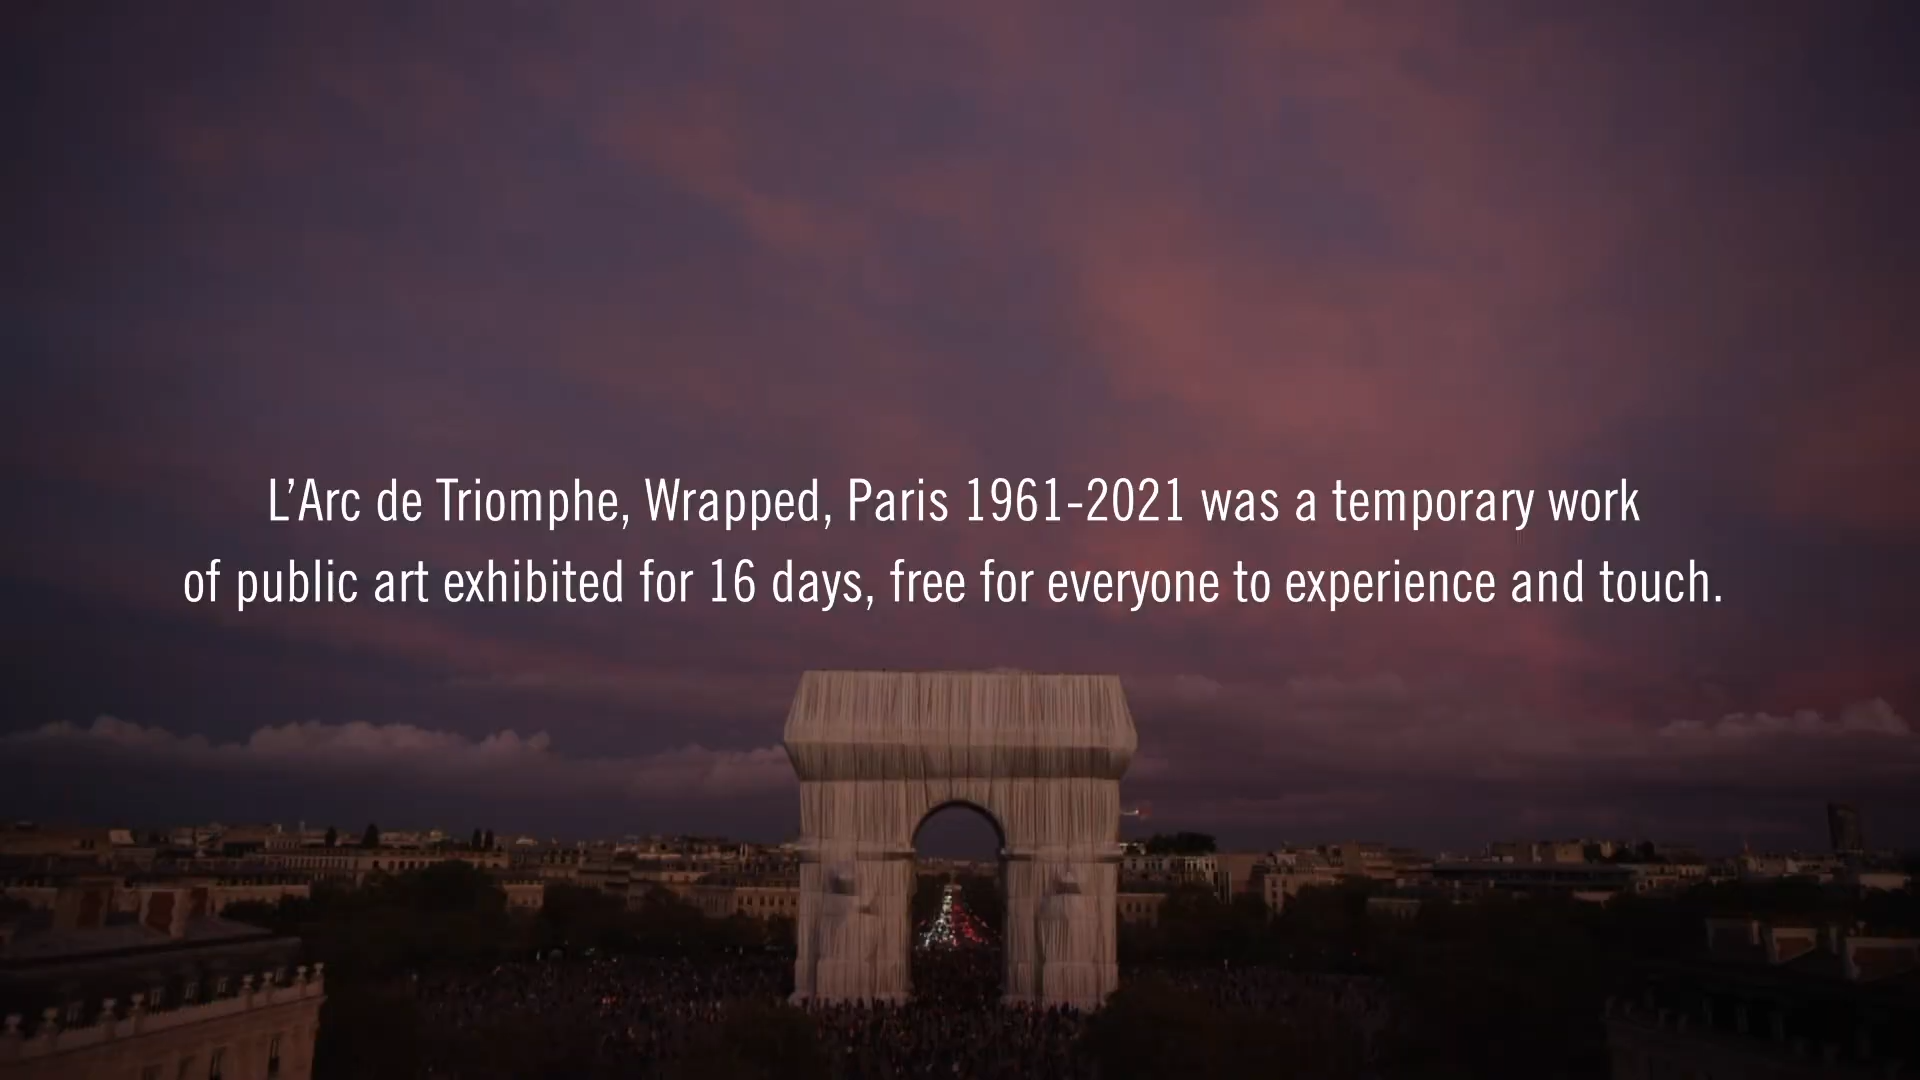 L’Arc de Triomphe, Wrapped, Paris 1961-2021 was a temporary work
of public art exhibited for 16 days, free for everyone to experience and touch.